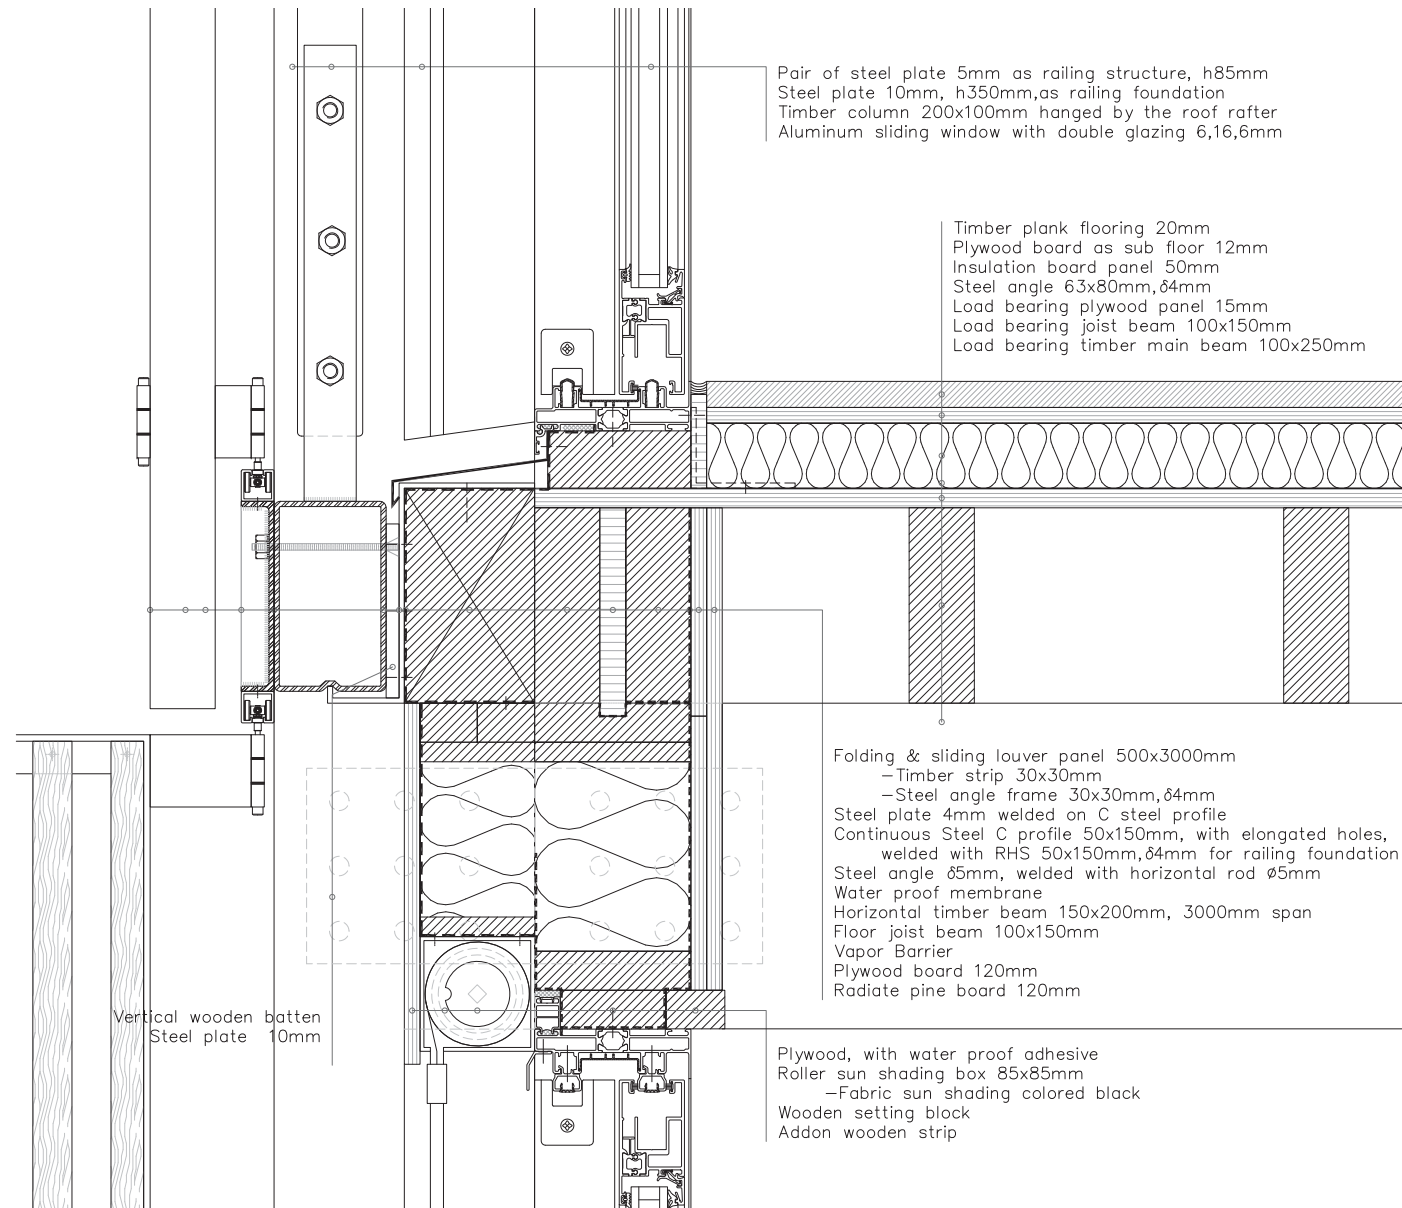 Pair of steel plate 5mm as railing structure, h85mm
Steel plate 10mm, h350mm,as railing foundation
Timber column 200x100mm hanged by the roof rafter
Aluminum sliding window with double glazing 6,16,6mm
Timber plank flooring 20mm
Plywood board as sub floor 12mm
Insulation board panel 50mm
Steel angle 63x80mm,δ4mm
Load bearing plywood panel 15mm
Load bearing joist beam 100x150mm
Load bearing timber main beam 100x250mm
Folding & sliding louver panel 500x3000mm
–Timber strip 30x30mm
–Steel angle frame 30x30mm,δ4mm
Steel plate 4mm welded on C steel profile
Continuous Steel C profile 50x150mm, with elongated holes,
welded with RHS 50x150mm,δ4mm for railing foundation
Steel angle δ5mm, welded with horizontal rod ø5mm
Water proof membrane
Horizontal timber beam 150x200mm, 3000mm span
Floor joist beam 100x150mm
Vapor Barrier
Plywood board 120mm
Radiate pine board 120mm
Vertical wooden batten
Steel plate 10mm
Plywood, with water proof adhesive
Roller sun shading box 85x85mm
–Fabric sun shading colored black
Wooden setting block
Addon wooden strip